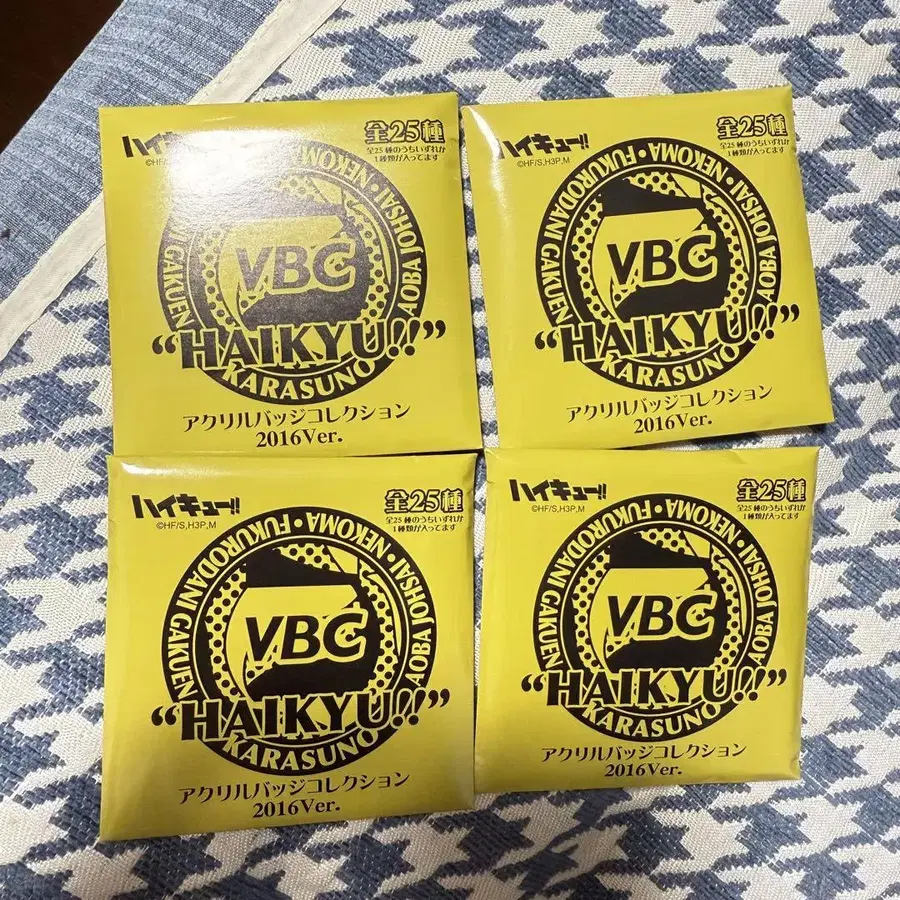 ハイキュー!!
©HF/S,H3P,M
全25種
全25種のうちいずれか
1種類が入ってます
GAKUEN・NEKOMA・AOBA JOHSAI
VBC
“HAIKYU!!”
KARASUNO
アクリルバッジコレクション
2016Ver.
ハイキュー!!
©HF/S,H3P,M
全25種
全25種のうちいずれか
1種類が入ってます
FUKURODANI GAKUEN・NEKOMA・AOBA JOHSAI
VBC
“HAIKYU!!”
KARASUNO
アクリルバッジコレクション
2016Ver.
ハイキュー!!
©HF/S,H3P,M
全25種
全25種のうちいずれか
1種類が入ってます
FUKURODANI GAKUEN・NEKOMA・AOBA JOHSAI
VBC
“HAIKYU!!”
KARASUNO
アクリルバッジコレクション
2016Ver.
ハイキュー!!
©HF/S,H3P,M
全25種
全25種のうちいずれか
1種類が入ってます
FUKURODANI GAKUEN・NEKOMA・AOBA JOHSAI
VBC
“HAIKYU!!”
KARASUNO
アクリルバッジコレクション
2016Ver.